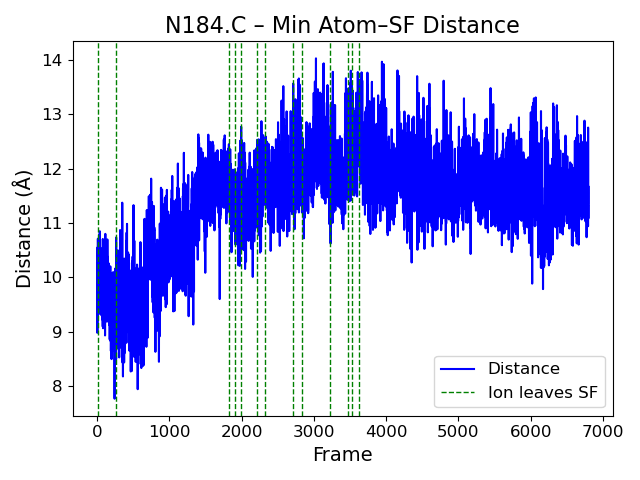 N184.C – Min Atom–SF Distance
Distance (Å)
14
13
12
11
10
9
8
Distance
Ion leaves SF
0 1000 2000 3000 4000 5000 6000 7000
Frame